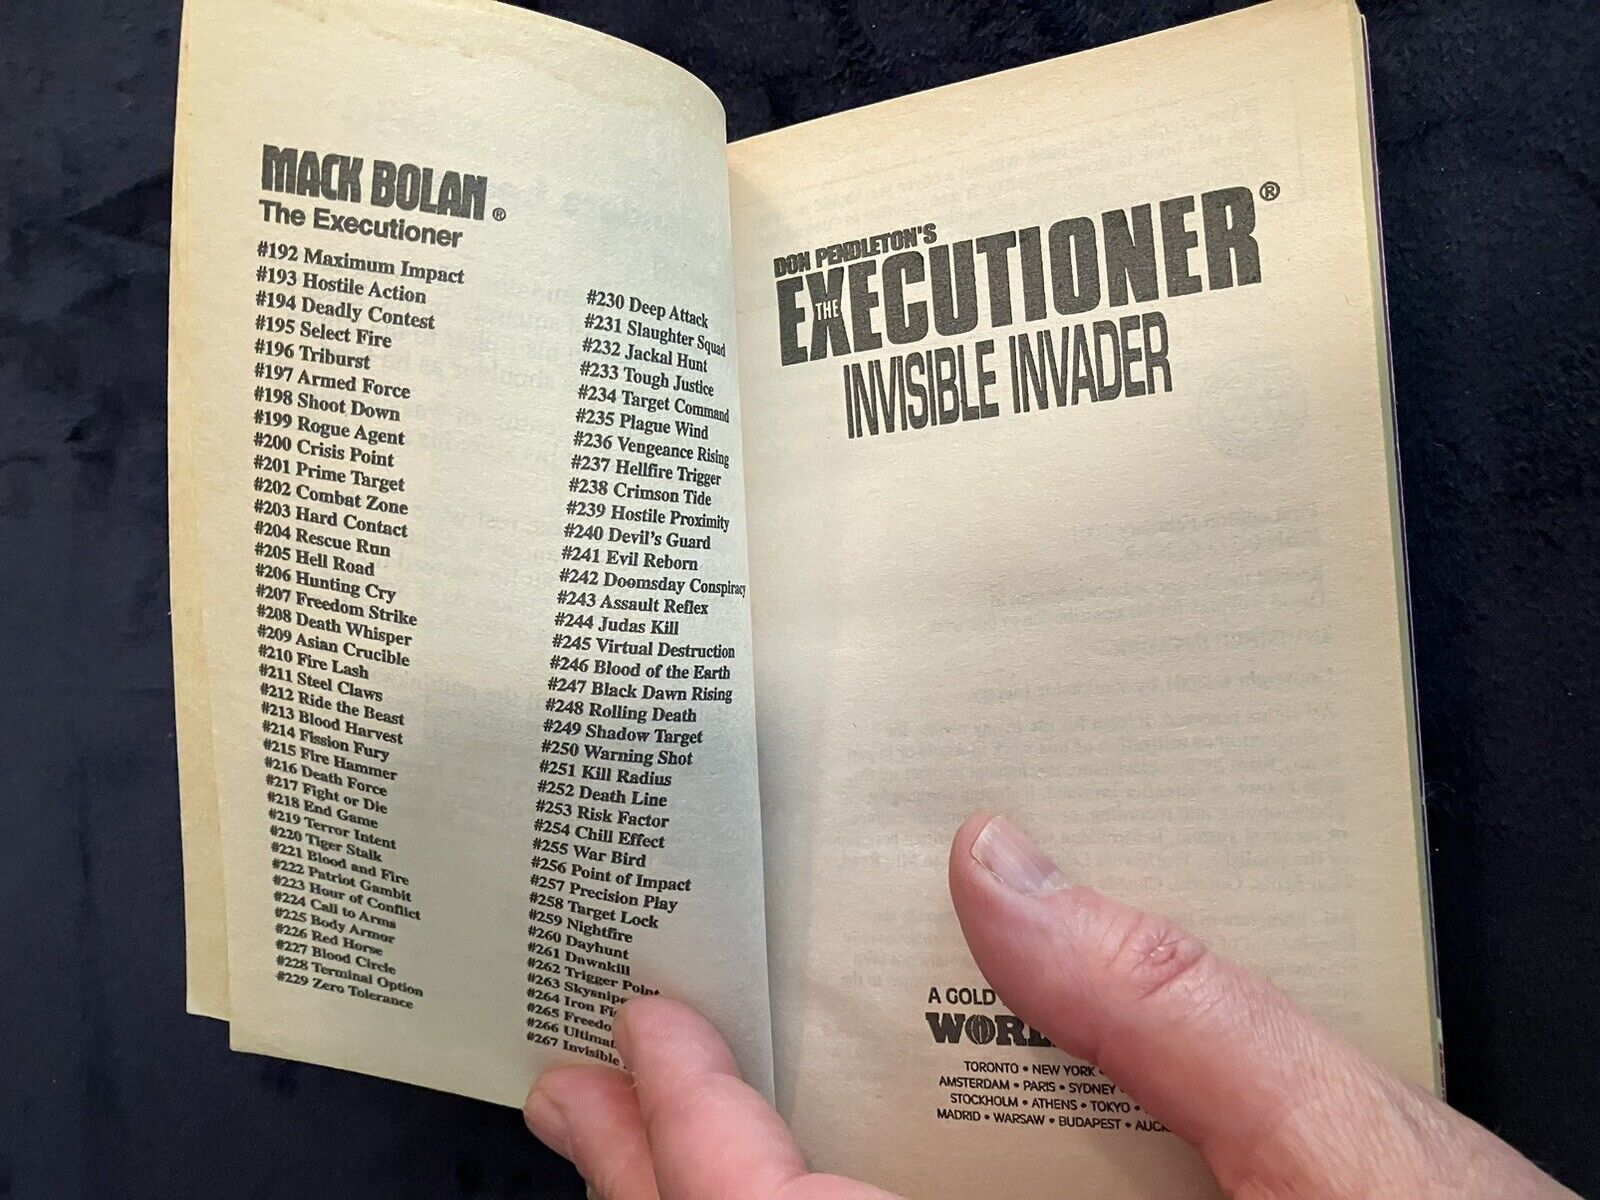 MACK BOLAN®
The Executioner
#192 Maximum Impact
#193 Hostile Action
#194 Deadly Contest
#195 Select Fire
#196 Triburst
#197 Armed Force
#198 Shoot Down
#199 Rogue Agent
#200 Crisis Point
#201 Prime Target
#202 Combat Zone
#203 Hard Contact
#204 Rescue Run
#205 Hell Road
#206 Hunting Cry
#207 Freedom Strike
#208 Death Whisper
#209 Asian Crucible
#210 Fire Lash
#211 Steel Claws
#212 Ride the Beast
#213 Blood Harvest
#214 Fission Fury
#215 Fire Hammer
#216 Death Force
#217 Fight or Die
#218 End Game
#219 Terror Intent
#220 Tiger Stalk
#221 Blood and Fire
#222 Patriot Gambit
#223 Hour of Conflict
#224 Call to Arms
#225 Body Armor
#226 Red Horse
#227 Blood Circle
#228 Terminal Option
#229 Zero Tolerance
#230 Deep Attack
#231 Slaughter Squad
#232 Jackal Hunt
#233 Tough Justice
#234 Target Command
#235 Plague Wind
#236 Vengeance Rising
#237 Hellfire Trigger
#238 Crimson Tide
#239 Hostile Proximity
#240 Devil's Guard
#241 Evil Reborn
#242 Doomsday Conspiracy
#243 Assault Reflex
#244 Judas Kill
#245 Virtual Destruction
#246 Blood of the Earth
#247 Black Dawn Rising
#248 Rolling Death
#249 Shadow Target
#250 Warning Shot
#251 Kill Radius
#252 Death Line
#253 Risk Factor
#254 Chill Effect
#255 War Bird
#256 Point of Impact
#257 Precision Play
#258 Target Lock
#259 Nightfire
#260 Dayhunt
#261 Dawnkill
#262 Trigger Point
#263 Skysnipe
#264 Iron Fi
#265 Freedo
#266 Ultimat
#267 Invisible
DON PENDLETON'S
THE EXECUTIONER®
INVISIBLE INVADER
A GOLD
WOR
TORONTO • NEW YORK •
AMSTERDAM • PARIS • SYDNEY •
STOCKHOLM • ATHENS • TOKYO •
MADRID • WARSAW • BUDAPEST • AUCK